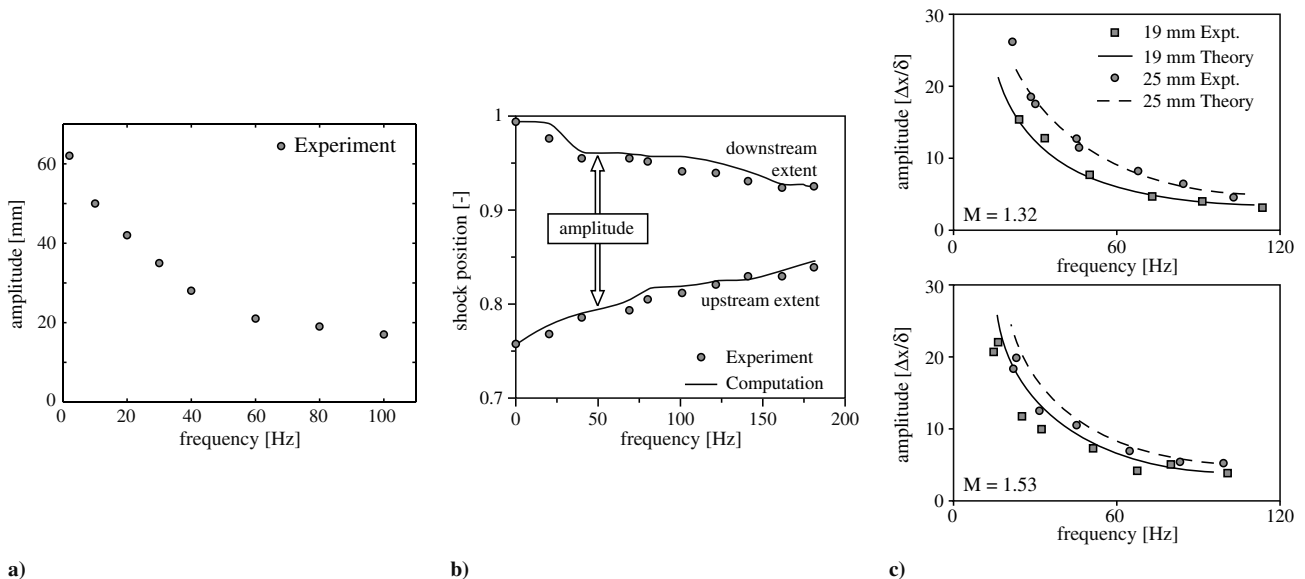 amplitude [mm]
60
40
20
0
0
20
40
60
80
100
frequency [Hz]
Experiment
a)
shock position [-]
1
0.9
0.8
0.7
0
50
100
150
200
frequency [Hz]
downstream
extent
amplitude
upstream extent
Experiment
Computation
b)
amplitude [Δx/δ]
30
20
10
0
0
60
120
frequency [Hz]
19 mm Expt.
19 mm Theory
25 mm Expt.
25 mm Theory
M = 1.32
amplitude [Δx/δ]
30
20
10
0
0
60
120
frequency [Hz]
M = 1.53
c)